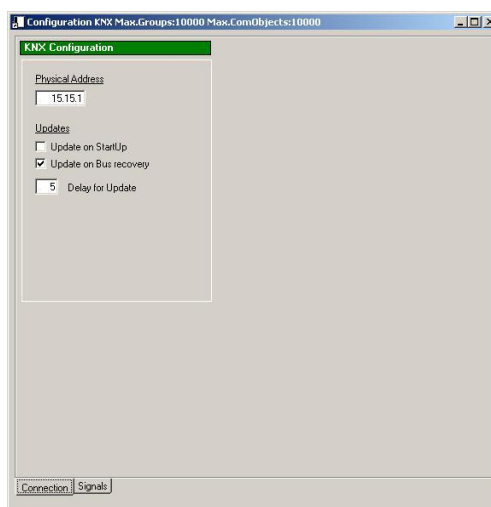 Configuration KNX Max.Groups:10000 Max.ComObjects:10000
KNX Configuration
Physical Address
15.15.1
Updates
Update on StartUp
Update on Bus recovery
5 Delay for Update
Connection Signals